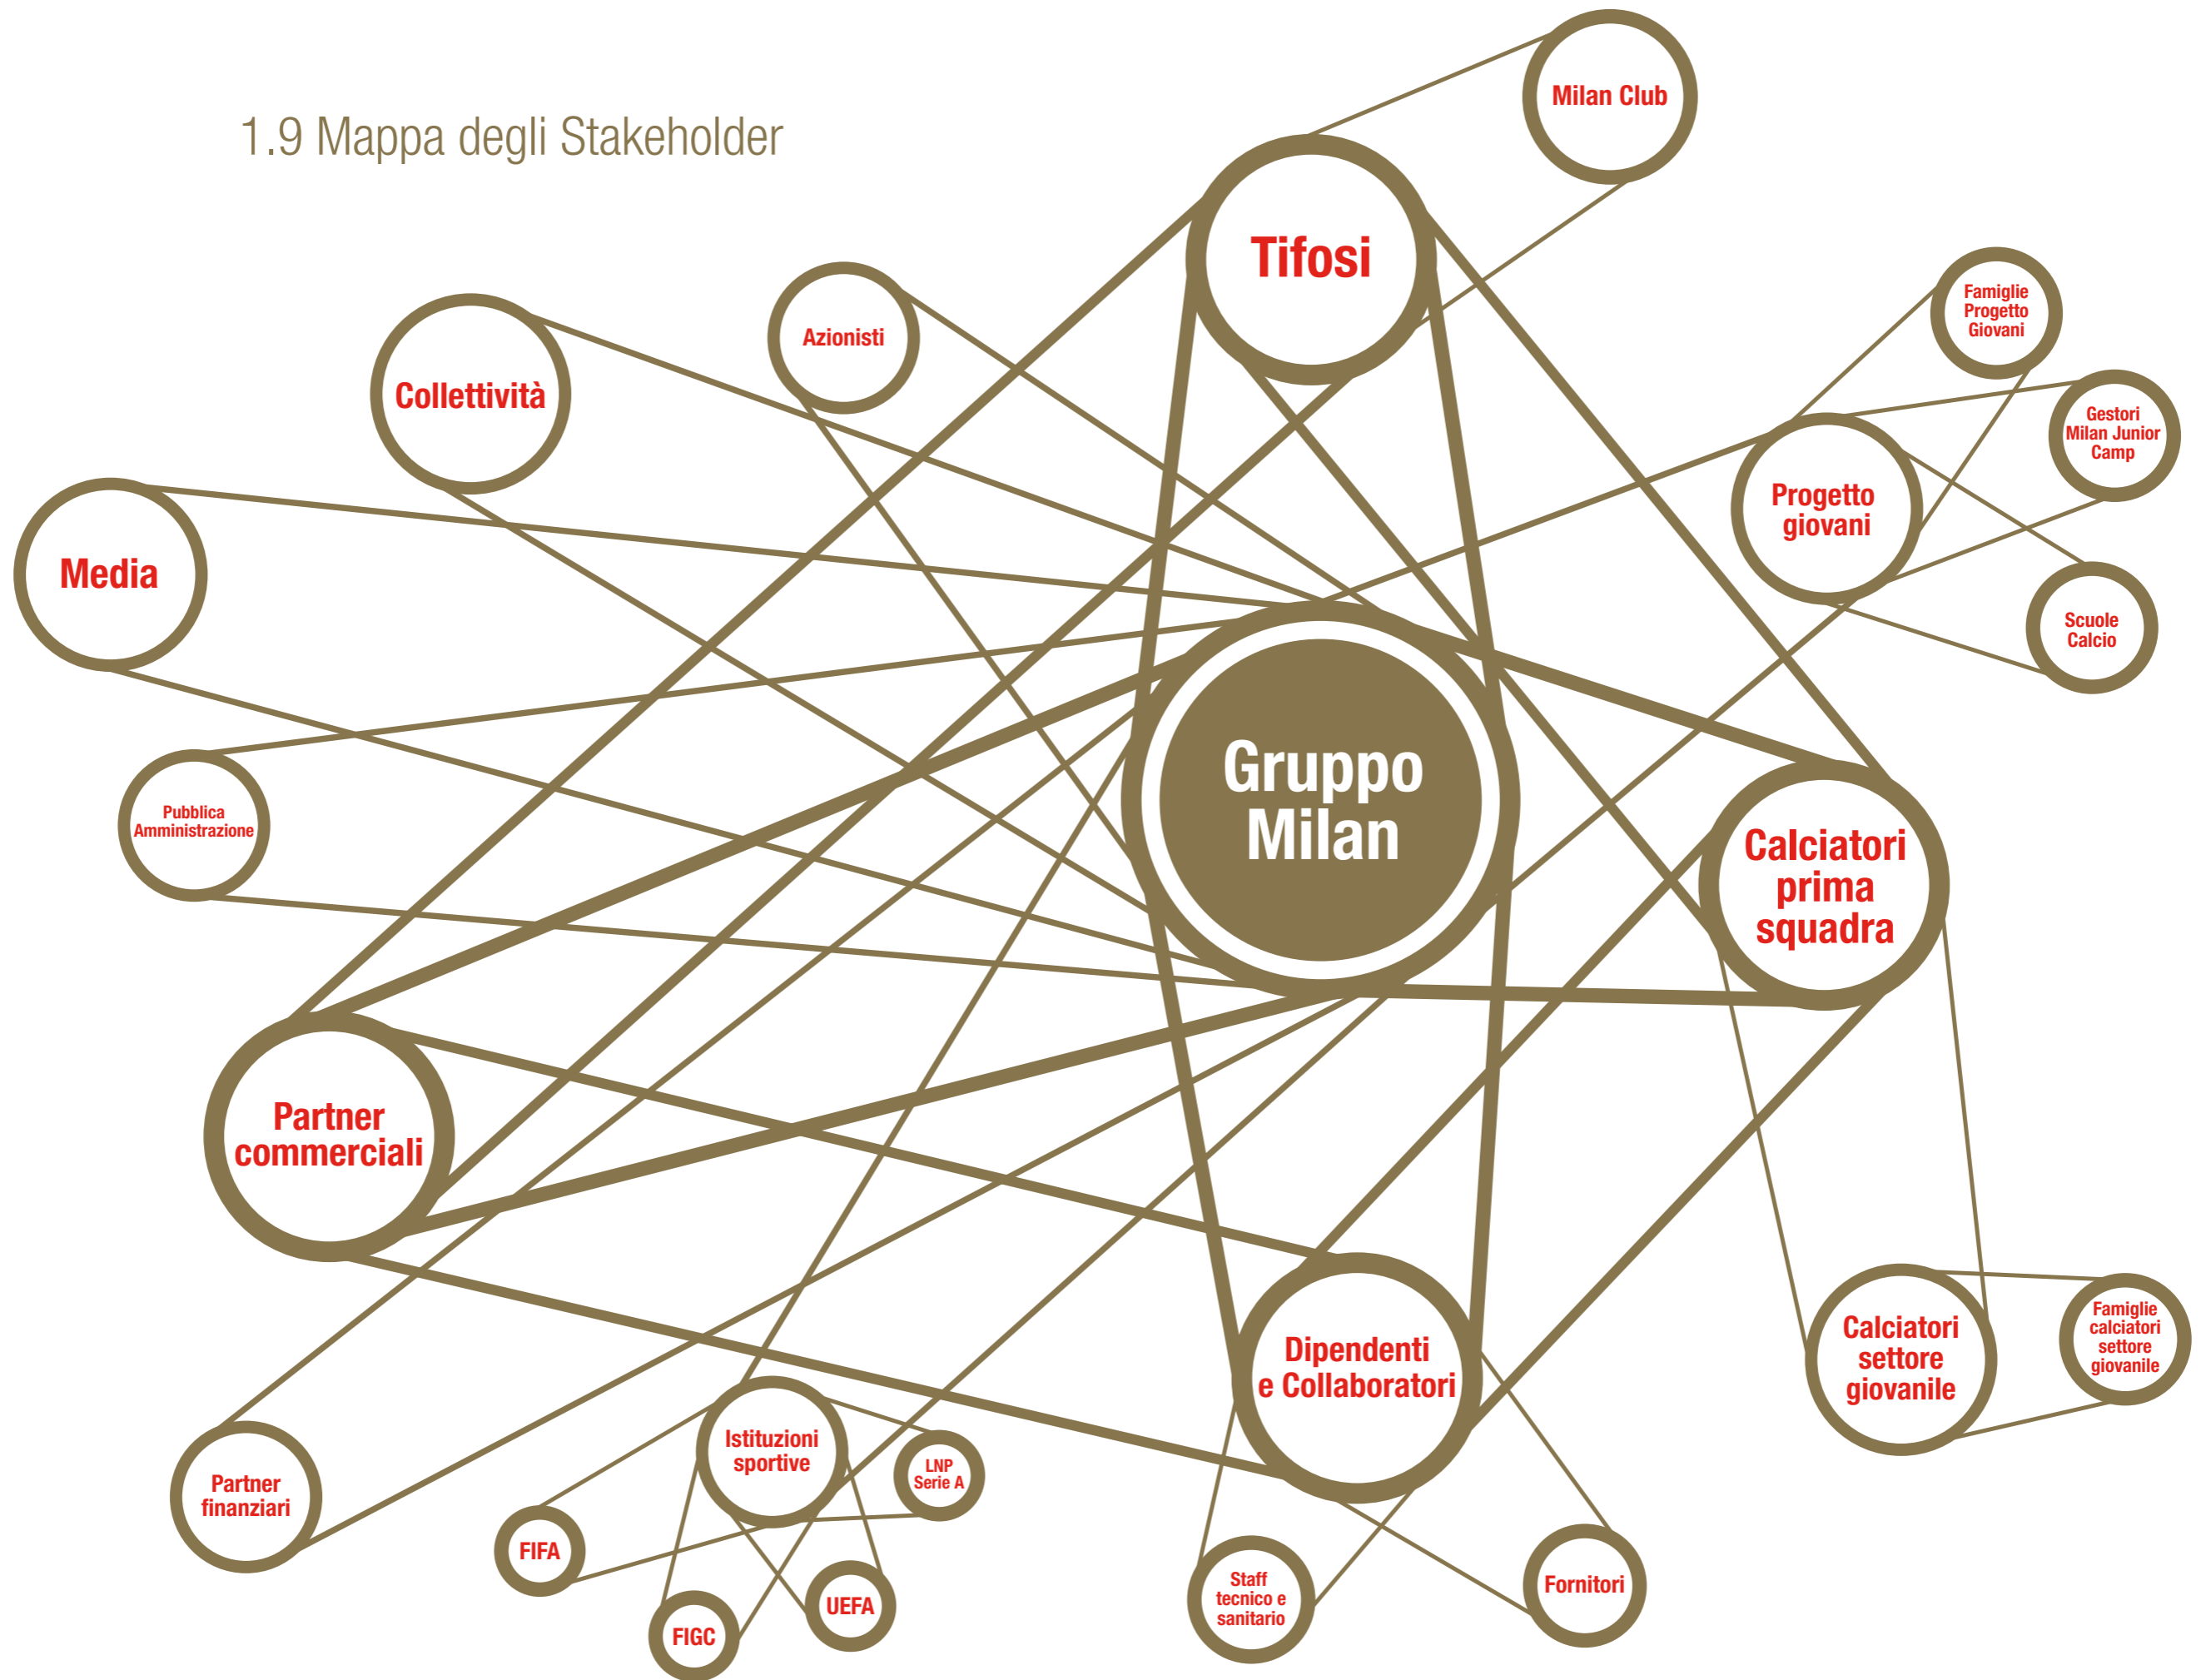 1.9 Mappa degli Stakeholder
Milan Club
Tifosi
Azionisti
Collettività
Media
Pubblica
Amministrazione
Famiglie
Progetto
Giovani
Gestori
Milan Junior
Camp
Progetto
giovani
Scuole
Calcio
Gruppo
Milan
Calciatori
prima
squadra
Partner
commerciali
Dipendenti
e Collaboratori
Calciatori
settore
giovanile
Famiglie
calciatori
settore
giovanile
Partner
finanziari
Istituzioni
sportive
LNP
Serie A
FIFA
FIGC
UEFA
Staff
tecnico e
sanitario
Fornitori